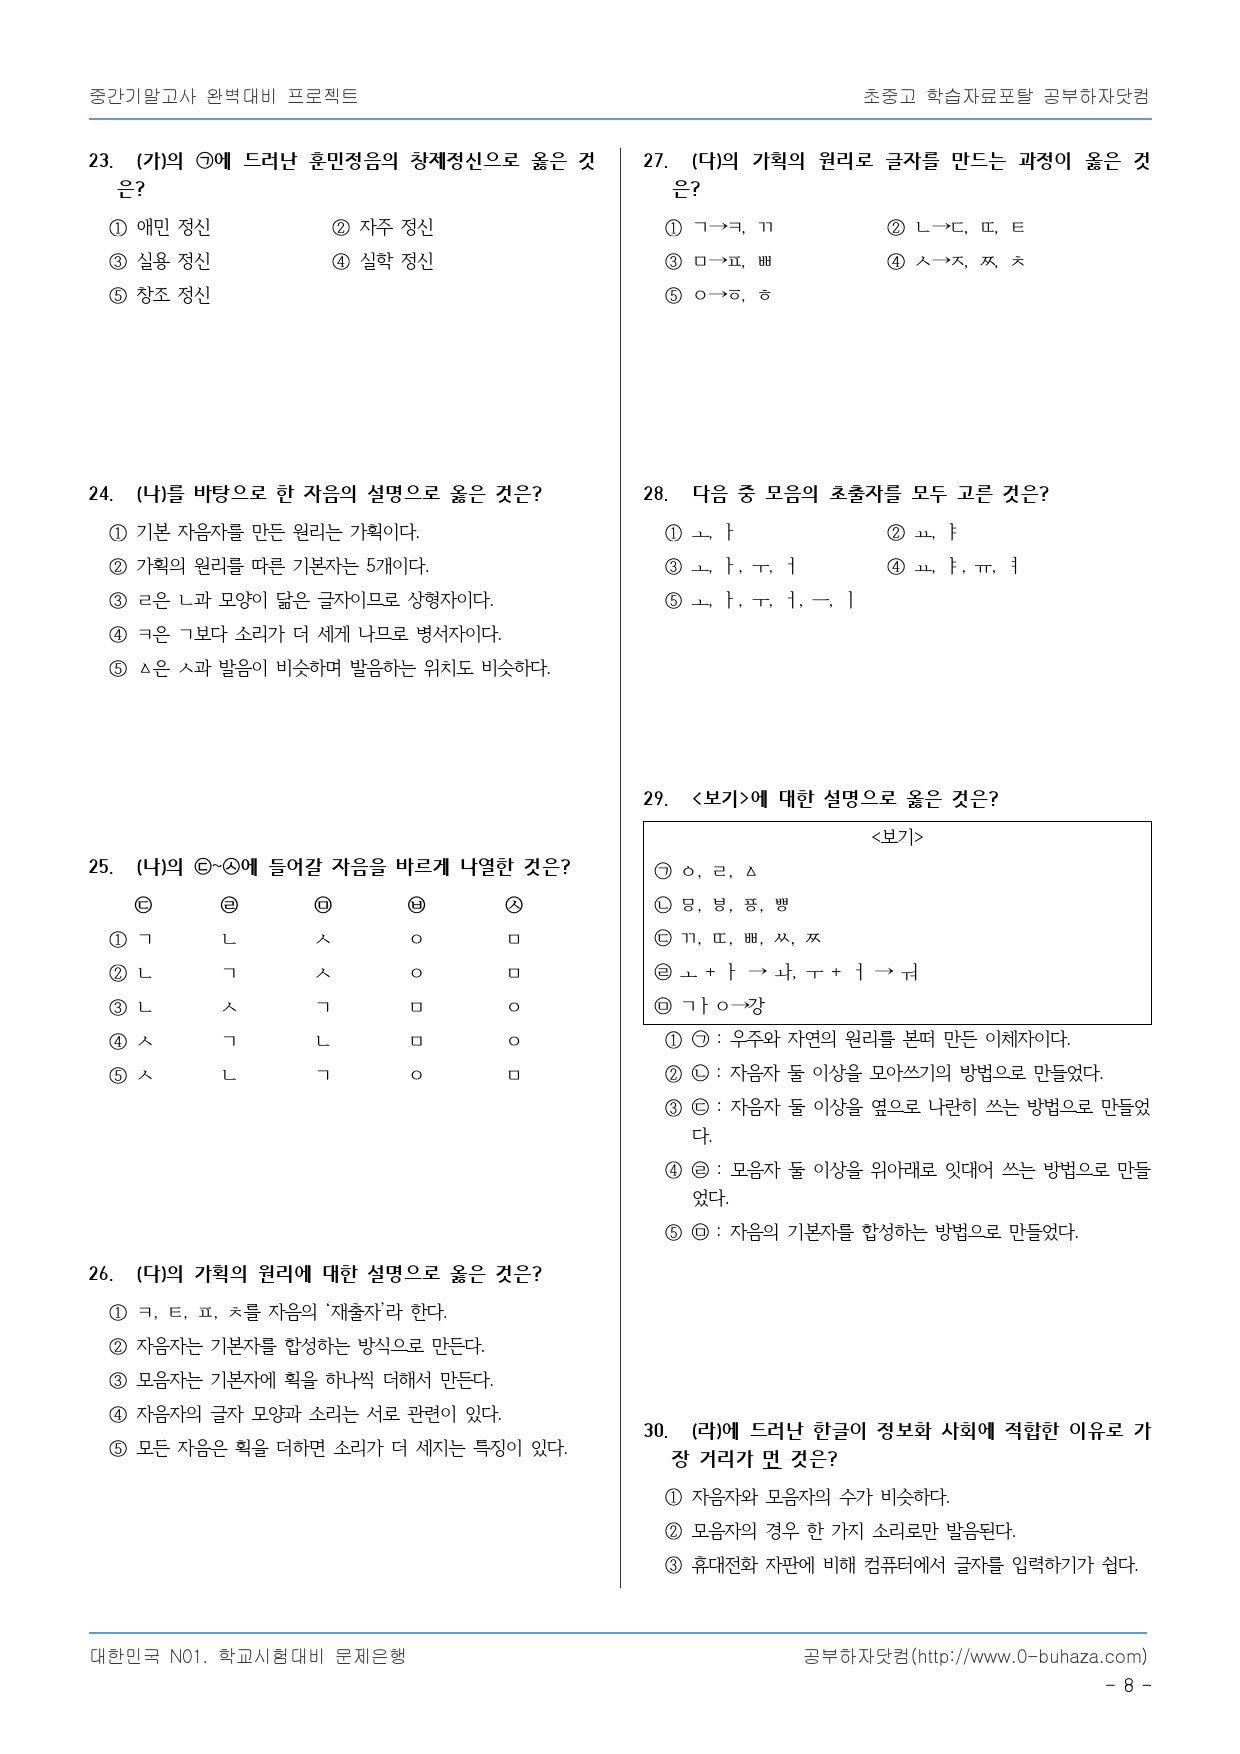 중간기말고사 완벽대비 프로젝트
초중고 학습자료포탈 공부하자닷컴
23. (가)의 ㉠에 드러난 훈민정음의 창제정신으로 옳은 것
은?
① 애민 정신 ② 자주 정신
③ 실용 정신 ④ 실학 정신
⑤ 창조 정신
24. (나)를 바탕으로 한 자음의 설명으로 옳은 것은?
① 기본 자음자를 만든 원리는 가획이다.
② 가획의 원리를 따른 기본자는 5개이다.
③ ㄹ은 ㄴ과 모양이 닮은 글자이므로 상형자이다.
④ ㅋ은 ㄱ보다 소리가 더 세게 나므로 병서자이다.
⑤ ㅿ은 ㅅ과 발음이 비슷하며 발음하는 위치도 비슷하다.
25. (나)의 ㉢~㉦에 들어갈 자음을 바르게 나열한 것은?
㉢ ㉣ ㉤ ㉥ ㉦
① ㄱ ㄴ ㅅ ㅇ ㅁ
② ㄴ ㄱ ㅅ ㅇ ㅁ
③ ㄴ ㅅ ㄱ ㅁ ㅇ
④ ㅅ ㄱ ㄴ ㅁ ㅇ
⑤ ㅅ ㄴ ㄱ ㅇ ㅁ
26. (다)의 가획의 원리에 대한 설명으로 옳은 것은?
① ㅋ, ㅌ, ㅍ, ㅊ를 자음의 ‘재출자’라 한다.
② 자음자는 기본자를 합성하는 방식으로 만든다.
③ 모음자는 기본자에 획을 하나씩 더해서 만든다.
④ 자음자의 글자 모양과 소리는 서로 관련이 있다.
⑤ 모든 자음은 획을 더하면 소리가 더 세지는 특징이 있다.
27. (다)의 가획의 원리로 글자를 만드는 과정이 옳은 것
은?
① ㄱ→ㅋ, ㄲ ② ㄴ→ㄷ, ㄸ, ㅌ
③ ㅁ→ㅍ, ㅃ ④ ㅅ→ㅈ, ㅉ, ㅊ
⑤ ㅇ→ㆆ, ㅎ
28. 다음 중 모음의 초출자를 모두 고른 것은?
① ㅗ, ㅏ ② ㅛ, ㅑ
③ ㅗ, ㅏ, ㅜ, ㅓ ④ ㅛ, ㅑ, ㅠ, ㅕ
⑤ ㅗ, ㅏ, ㅜ, ㅓ, ㅡ, ㅣ
29. <보기>에 대한 설명으로 옳은 것은?
<보기>
㉠ ㆁ, ㄹ, ㅿ
㉡ ㅱ, ㅸ, ㆄ, ㅹ
㉢ ㄲ, ㄸ, ㅃ, ㅆ, ㅉ
㉣ ㅗ + ㅏ → ㅘ, ㅜ + ㅓ → ㅝ
㉤ ㄱㅏㅇ→강
① ㉠ : 우주와 자연의 원리를 본떠 만든 이체자이다.
② ㉡ : 자음자 둘 이상을 모아쓰기의 방법으로 만들었다.
③ ㉢ : 자음자 둘 이상을 옆으로 나란히 쓰는 방법으로 만들었
다.
④ ㉣ : 모음자 둘 이상을 위아래로 잇대어 쓰는 방법으로 만들
었다.
⑤ ㉤ : 자음의 기본자를 합성하는 방법으로 만들었다.
30. (라)에 드러난 한글이 정보화 사회에 적합한 이유로 가
장 거리가 먼 것은?
① 자음자와 모음자의 수가 비슷하다.
② 모음자의 경우 한 가지 소리로만 발음된다.
③ 휴대전화 자판에 비해 컴퓨터에서 글자를 입력하기가 쉽다.
대한민국 N01. 학교시험대비 문제은행
공부하자닷컴(http://www.0-buhaza.com)
- 8 -